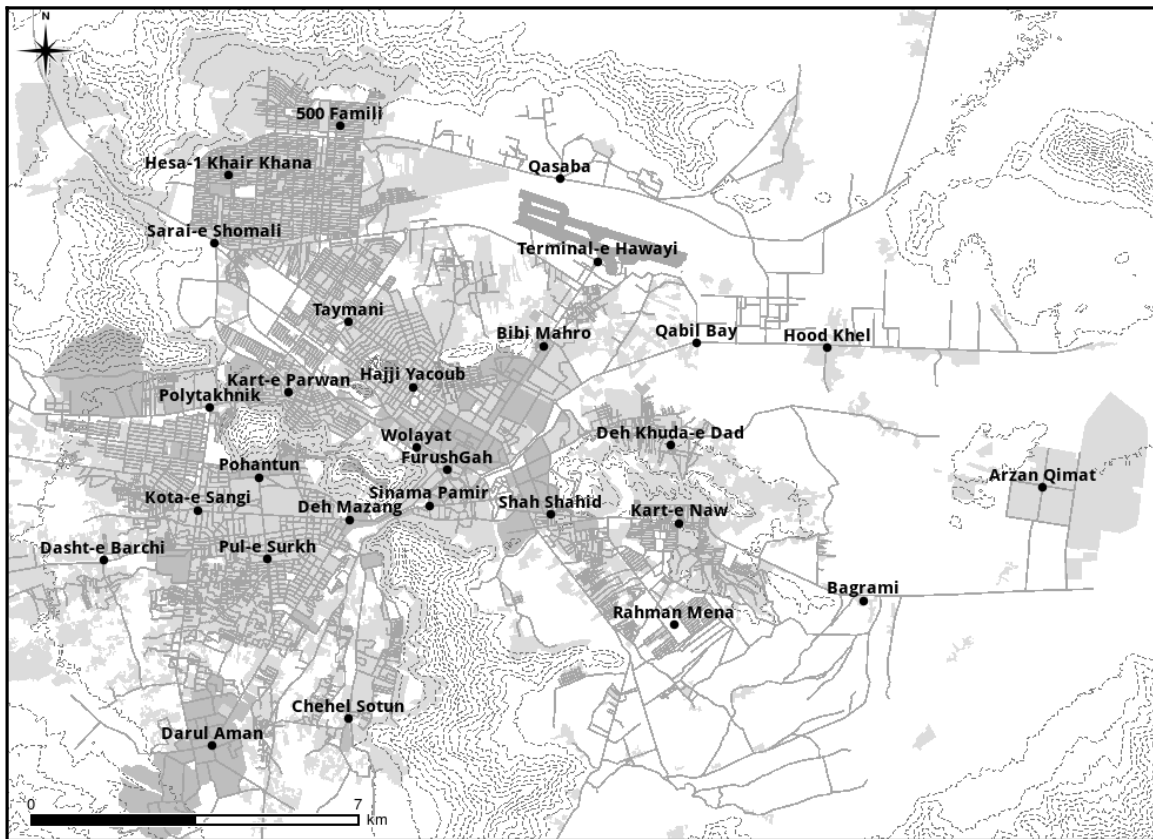 N
500 Famili
Hesa-1 Khair Khana
Qasaba
Sarai-e Shomali
Terminal-e Hawayi
Taymani
Bibi Mahro
Qabil Bay
Hood Khel
Kart-e Parwan
Hajji Yacoub
Polytakhnik
Wolayat
Deh Khuda-e Dad
FurushGah
Pohantun
Arzan Qimat
Kota-e Sangi
Sinama Pamir
Deh Mazang
Shah Shahid
Kart-e Naw
Dasht-e Barchi
Pul-e Surkh
Bagrami
Rahman Mena
Chehel Sotun
Darul Aman
0 7
km